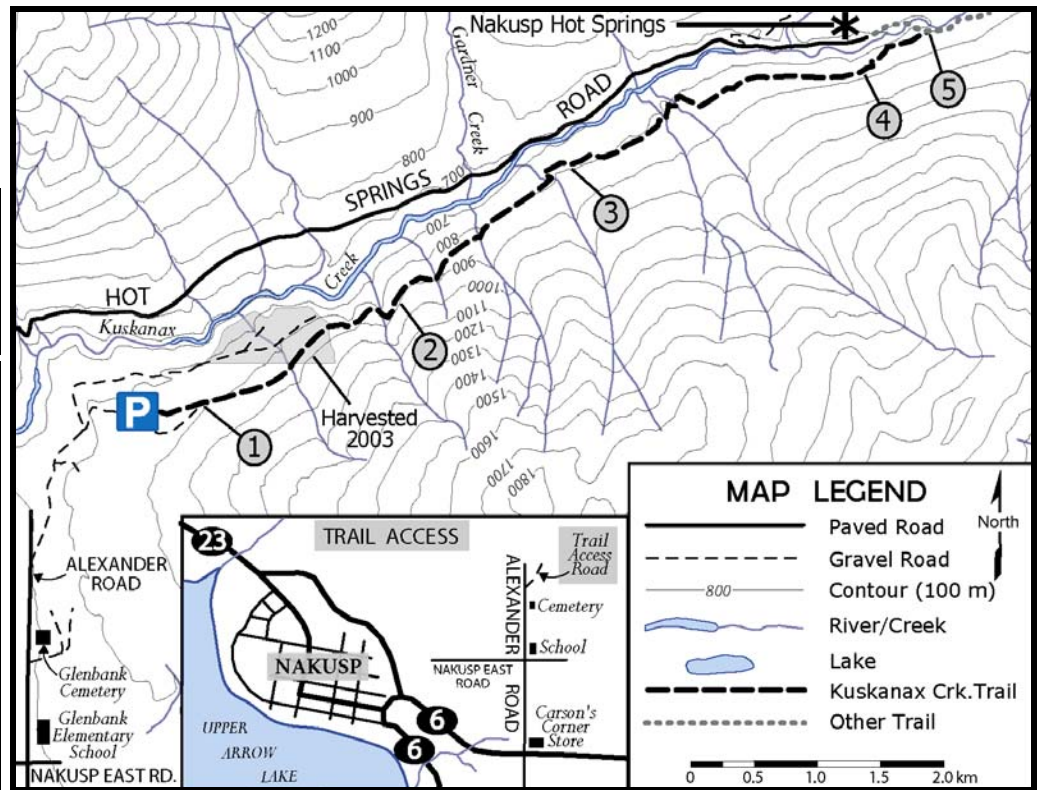 Nakusp Hot Springs
1200
1100
1000
900
800
700
Gardner
Creek
HOT
SPRINGS
ROAD
Kuskanax
Creek
700
800
900
1000
1100
1200
1300
1400
1500
1600
1700
1800
1
2
3
4
5
P
Harvested
2003
ALEXANDER
ROAD
Glenbank
Cemetery
Glenbank
Elementary
School
NAKUSP EAST RD.
TRAIL ACCESS
23
NAKUSP
6
6
UPPER
ARROW
LAKE
ALEXANDER
ROAD
Trail
Access
Road
Cemetery
School
NAKUSP EAST
ROAD
Carson's
Corner
Store
MAP LEGEND
North
Paved Road
Gravel Road
800
Contour (100 m)
River/Creek
Lake
Kuskanax Crk.Trail
Other Trail
0 0.5 1.0 1.5 2.0 km